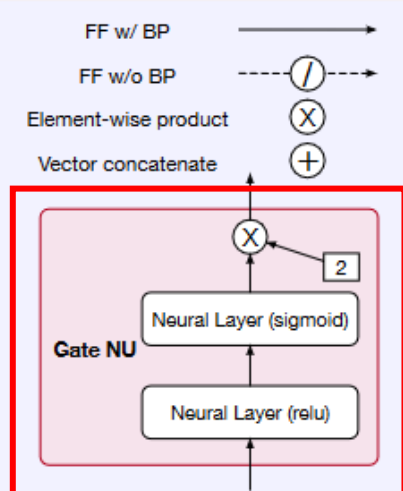 FF w/ BP
FF w/o BP
/
Element-wise product
X
Vector concatenate
+
X
2
Neural Layer (sigmoid)
Gate NU
Neural Layer (relu)